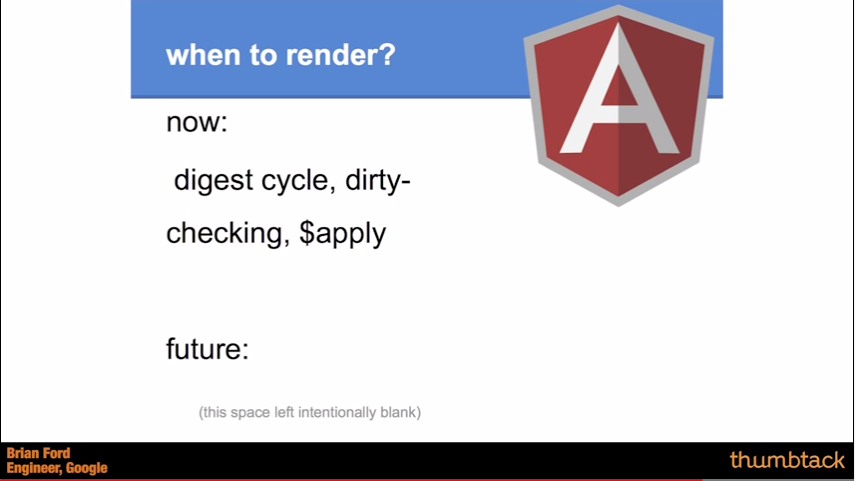 when to render?
now:
digest cycle, dirty-
checking, $apply
future:
(this space left intentionally blank)
Brian Ford
Engineer, Google
thumbtack